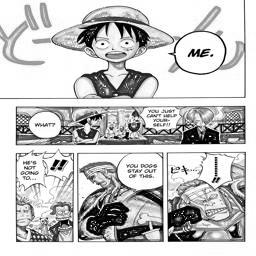 ME.
YOU JUST
CAN'T HELP
YOUR-
SELF!!
WHAT?
!!
YOU DOGS
STAY OUT
OF THIS.
!!
HE'S
NOT
GOING
TO...